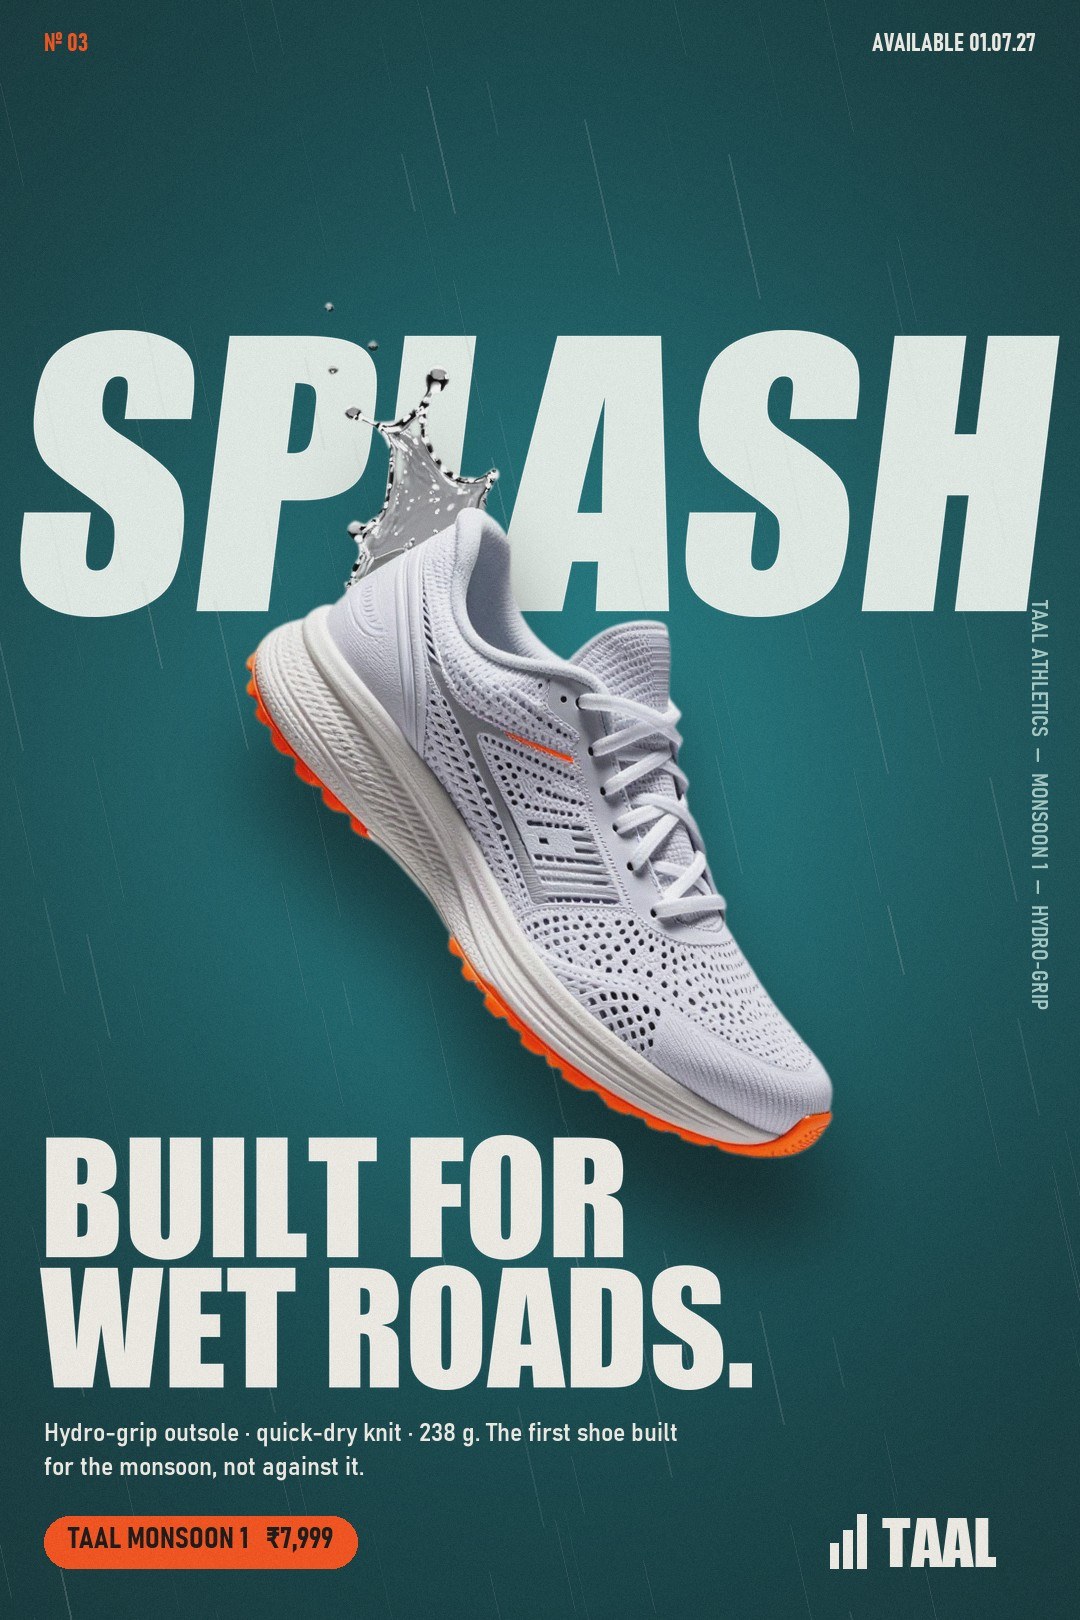 Nº 03
AVAILABLE 01.07.27
SPLASH
TAAL ATHLETICS — MONSOON 1 — HYDRO-GRIP
BUILT FOR
WET ROADS.
Hydro-grip outsole · quick-dry knit · 238 g. The first shoe built
for the monsoon, not against it.
TAAL MONSOON 1 ₹7,999
TAAL